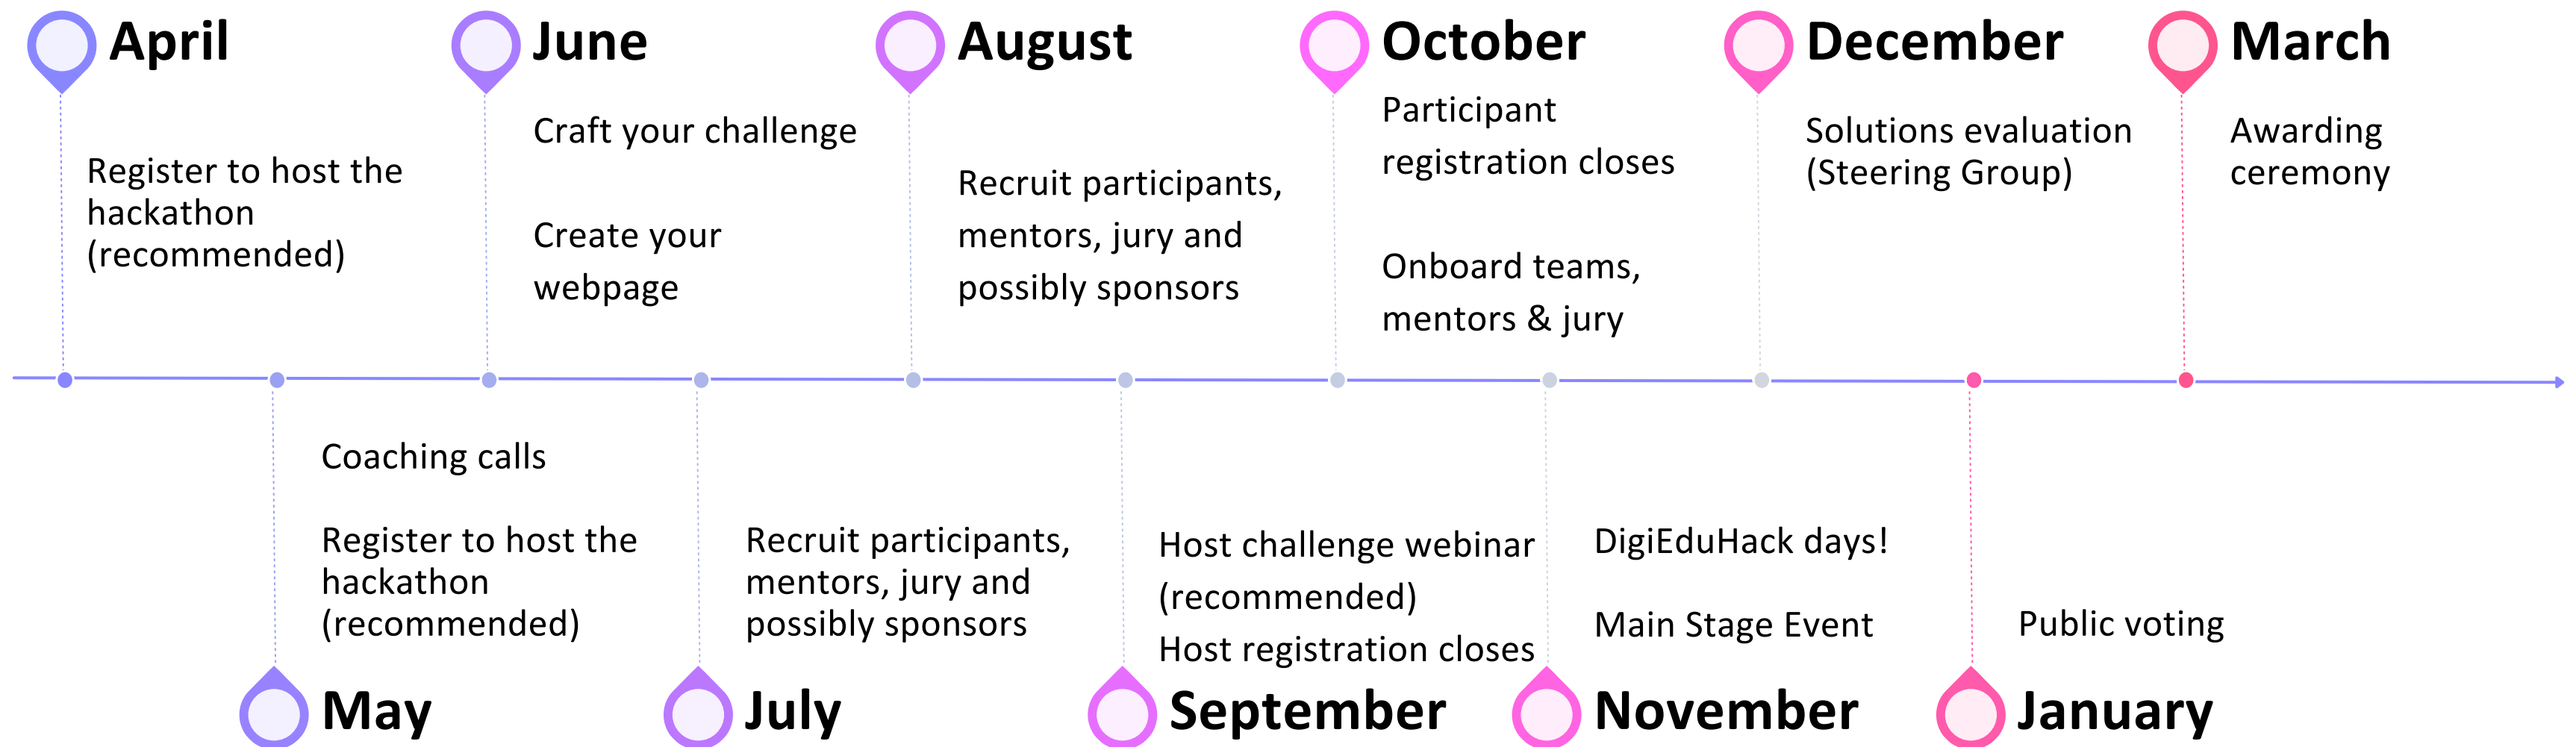 April
Register to host the
hackathon
(recommended)
June
Craft your challenge
Create your
webpage
August
Recruit participants,
mentors, jury and
possibly sponsors
October
Participant
registration closes
Onboard teams,
mentors & jury
December
Solutions evaluation
(Steering Group)
March
Awarding
ceremony
Coaching calls
Register to host the
hackathon
(recommended)
May
Recruit participants,
mentors, jury and
possibly sponsors
July
Host challenge webinar
(recommended)
Host registration closes
September
DigiEduHack days!
Main Stage Event
November
Public voting
January